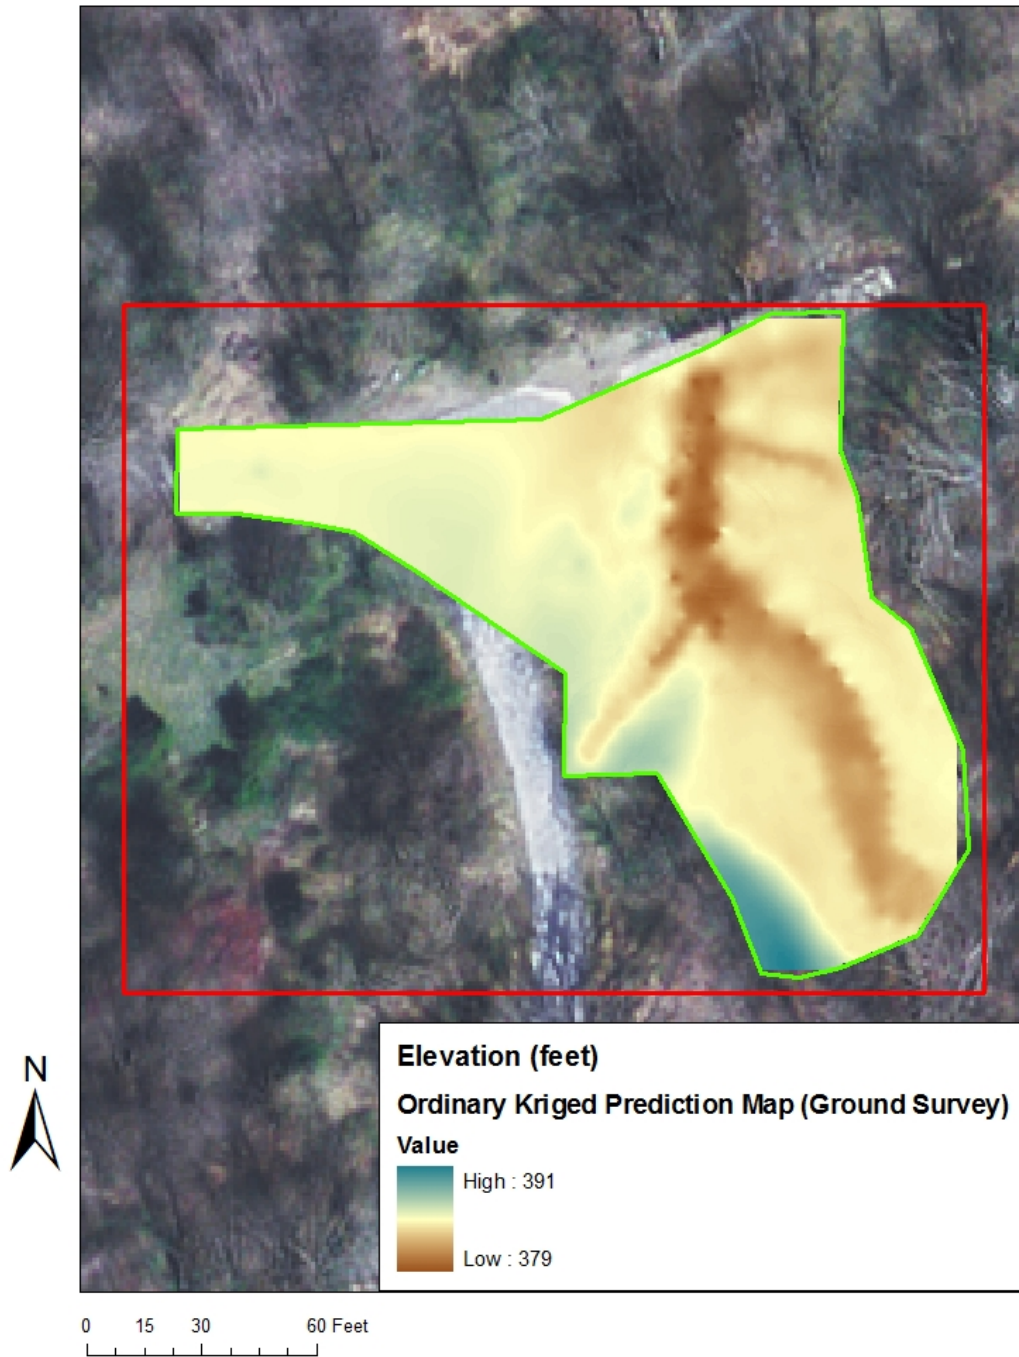 N
Elevation (feet)
Ordinary Kriged Prediction Map (Ground Survey)
Value
High : 391
Low : 379
0 15 30 60 Feet